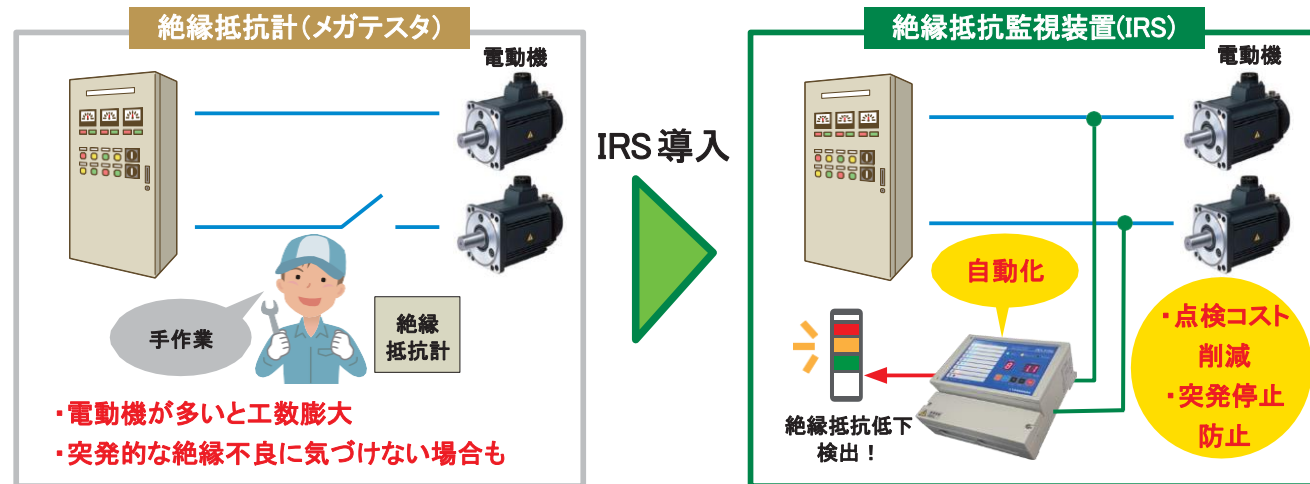 絶縁抵抗計(メガテスタ)
電動機
手作業
絶縁
抵抗計
・電動機が多いと工数膨大
・突発的な絶縁不良に気づけない場合も
IRS導入
絶縁抵抗監視装置(IRS)
電動機
自動化
・点検コスト
削減
・突発停止
防止
絶縁抵抗低下
検出!